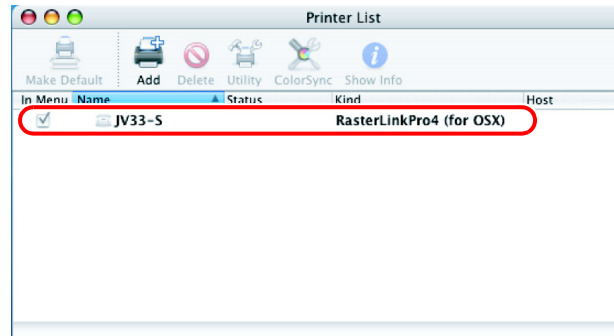 Printer List
Make Default Add Delete Utility ColorSync Show Info
In Menu Name Status Kind Host
JV33-S RasterLinkPro4 (for OSX)